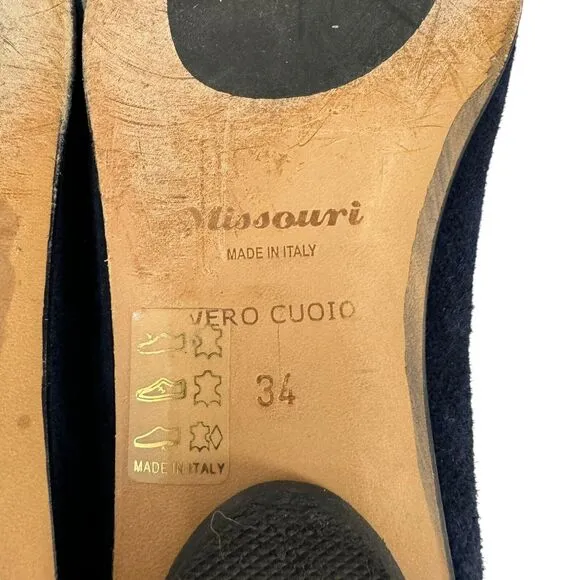 Missouri
MADE IN ITALY
VERO CUOIO
34
MADE IN ITALY